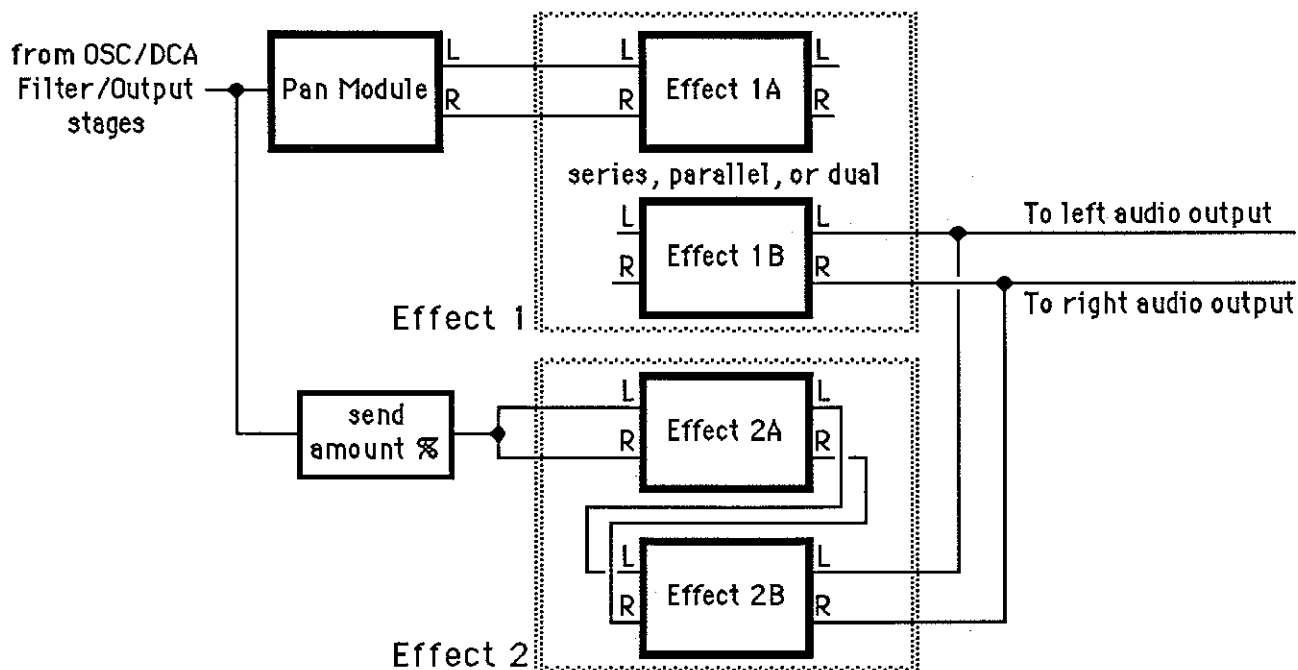 from OSC/DCA
Filter/Output
stages
Pan Module
L
R
L
R
Effect 1A
L
R
series, parallel, or dual
L
R
Effect 1B
L
R
Effect 1
To left audio output
To right audio output
send
amount %
L
R
Effect 2A
L
R
L
R
Effect 2B
L
R
Effect 2